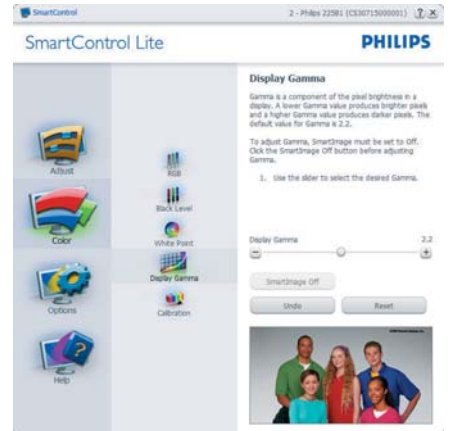 SmartControl
2 - Philips 225B1 (CS30715000001)
SmartControl Lite
PHILIPS
Adjust
Color
Options
Help
RGB
Black Level
White Point
Display Gamma
Calibration
Display Gamma
Gamma is a component of the pixel brightness in a
display. A lower Gamma value produces brighter pixels
and a higher Gamma value produces darker pixels. The
default value for Gamma is 2.2.
To adjust Gamma, SmartImage must be set to Off.
Click the SmartImage Off button before adjusting
Gamma.
1. Use the slider to select the desired Gamma.
Display Gamma 2.2
SmartImage Off
Undo Reset